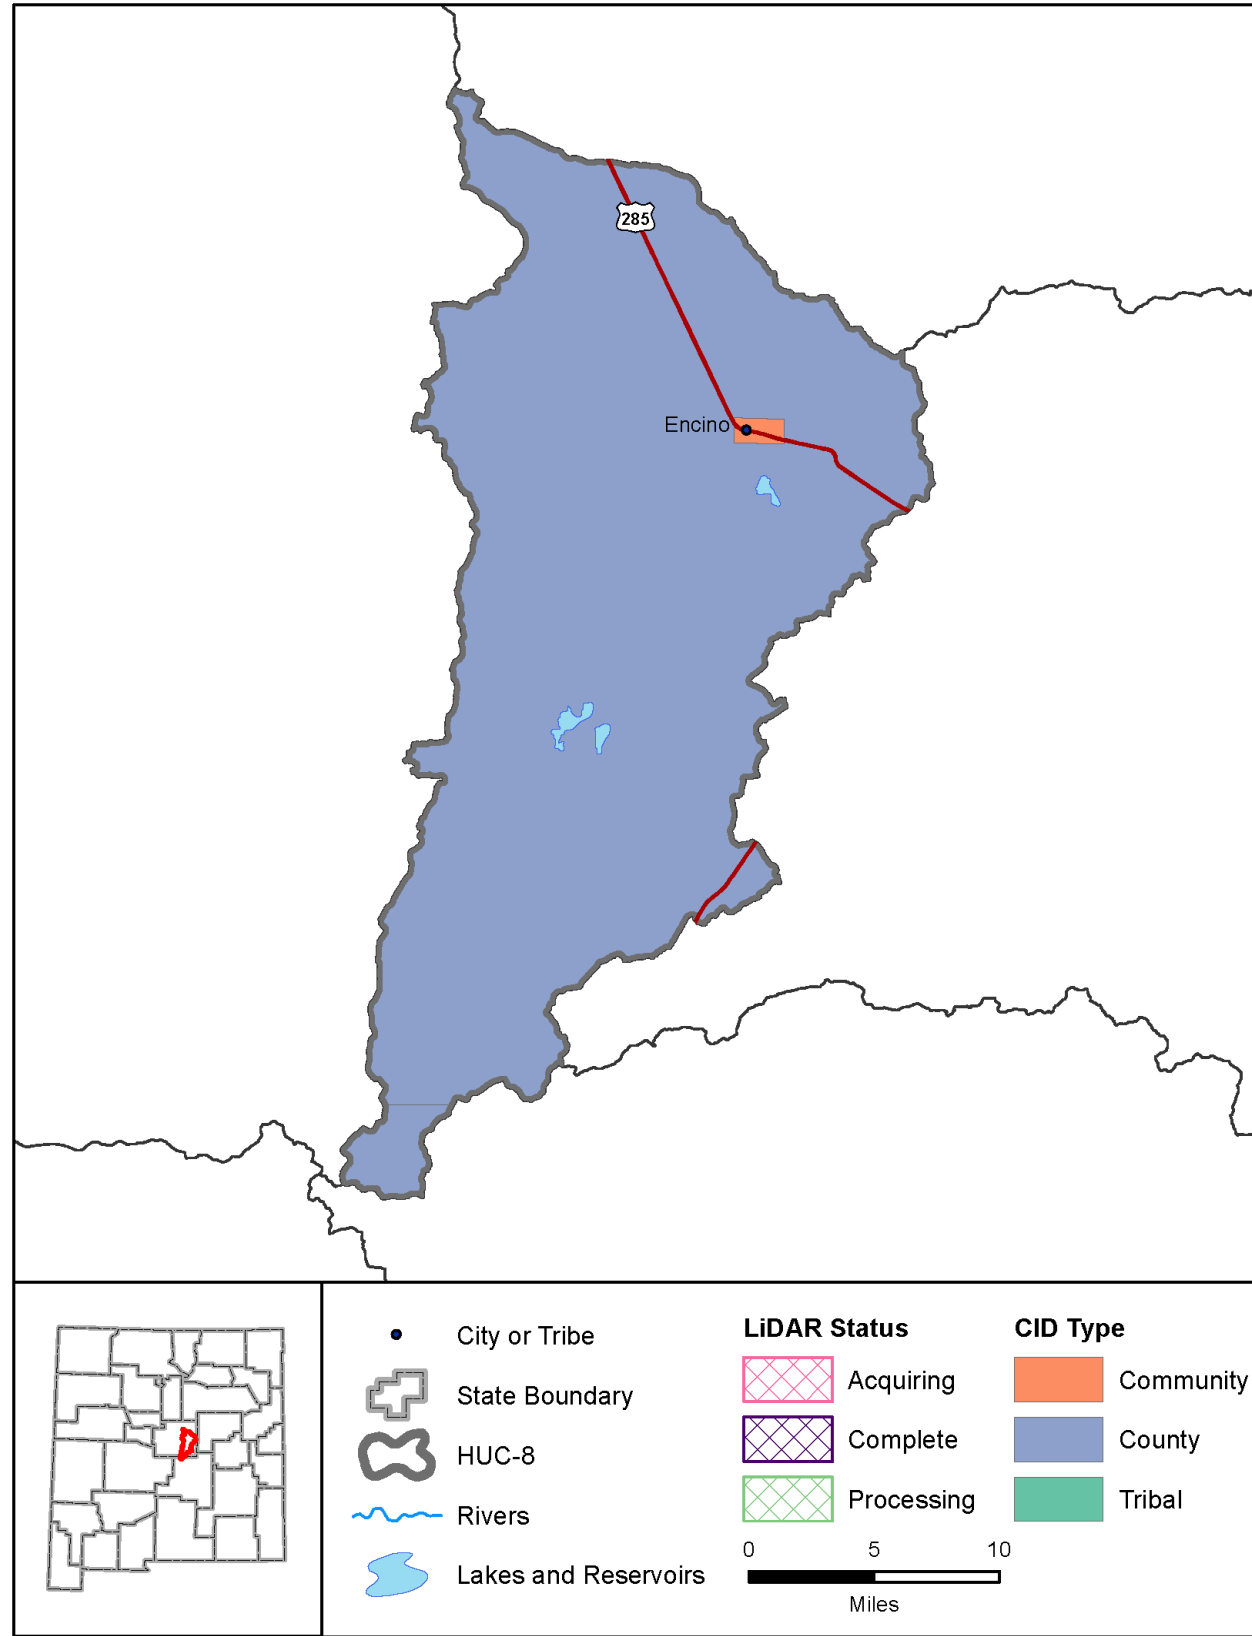 285
Encino
City or Tribe
State Boundary
HUC-8
Rivers
Lakes and Reservoirs
LiDAR Status
Acquiring
Complete
Processing
0 5 10
Miles
CID Type
Community
County
Tribal